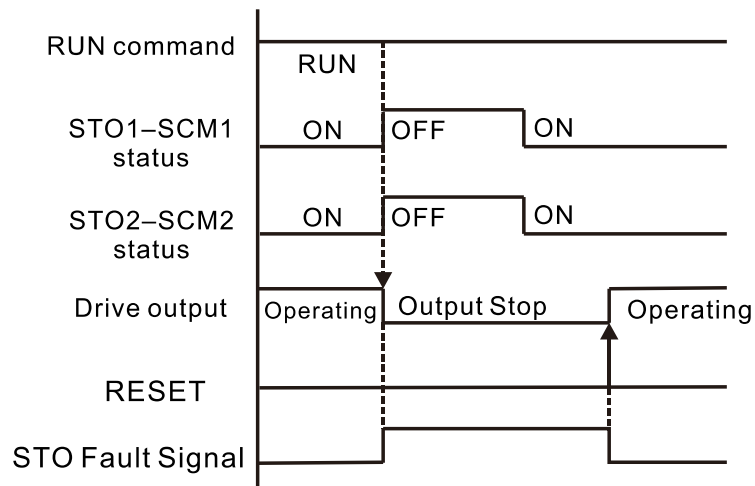 RUN command
RUN
STO1–SCM1
status
ON
OFF
ON
STO2–SCM2
status
ON
OFF
ON
Drive output
Operating
Output Stop
Operating
RESET
STO Fault Signal